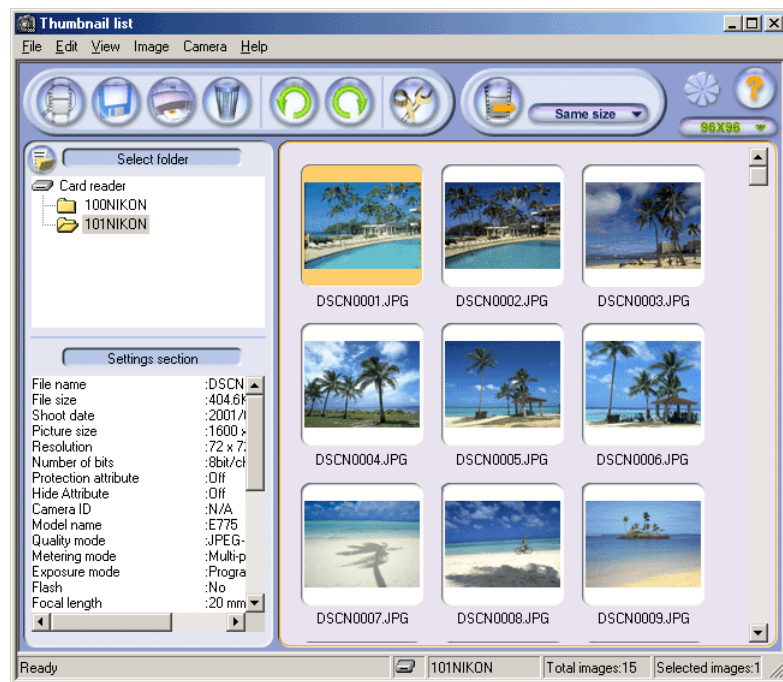 Thumbnail list
File Edit View Image Camera Help
Same size
?
96X96
Select folder
Card reader
100NIKON
101NIKON
DSCN0001.JPG DSCN0002.JPG DSCN0003.JPG
DSCN0004.JPG DSCN0005.JPG DSCN0006.JPG
DSCN0007.JPG DSCN0008.JPG DSCN0009.JPG
Settings section
File name :DSCN
File size :404.6K
Shoot date :2001/
Picture size :1600 x
Resolution :72 x 7
Number of bits :8bit/ch
Protection attribute :Off
Hide Attribute :Off
Camera ID :N/A
Model name :E775
Quality mode :JPEG-
Metering mode :Multi-p
Exposure mode :Progra
Flash :No
Focal length :20 mm
Ready 101NIKON Total images:15 Selected images:1